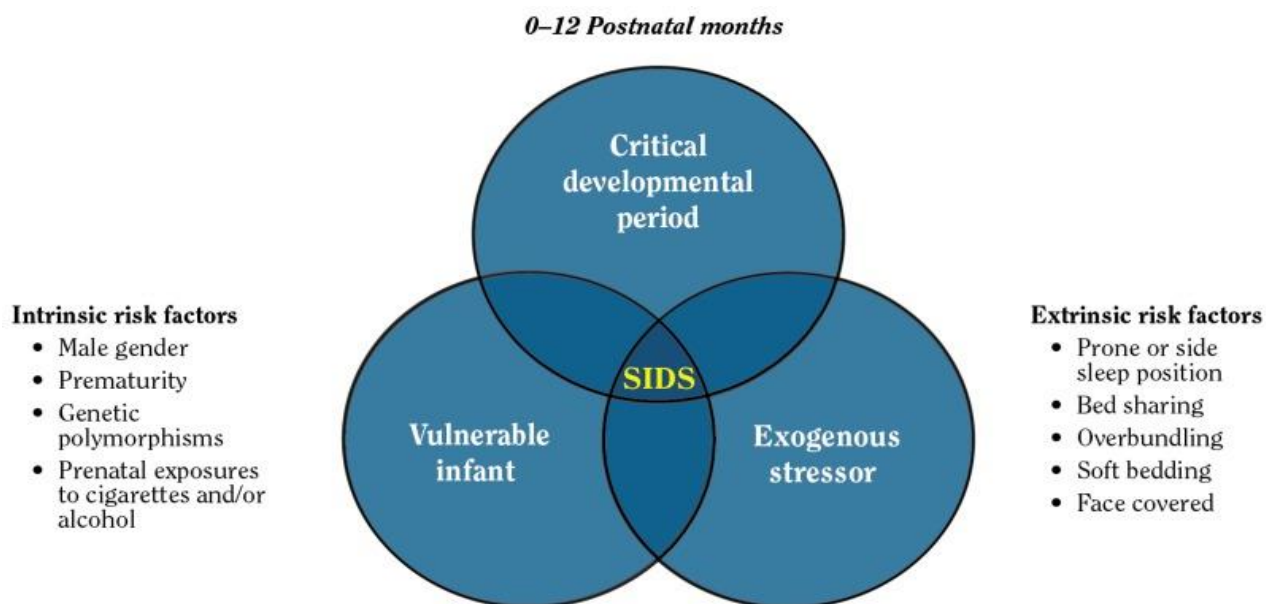 0–12 Postnatal months
Critical
developmental
period
Intrinsic risk factors
• Male gender
• Prematurity
• Genetic
polymorphisms
• Prenatal exposures
to cigarettes and/or
alcohol
SIDS
Vulnerable
infant
Exogenous
stressor
Extrinsic risk factors
• Prone or side
sleep position
• Bed sharing
• Overbundling
• Soft bedding
• Face covered